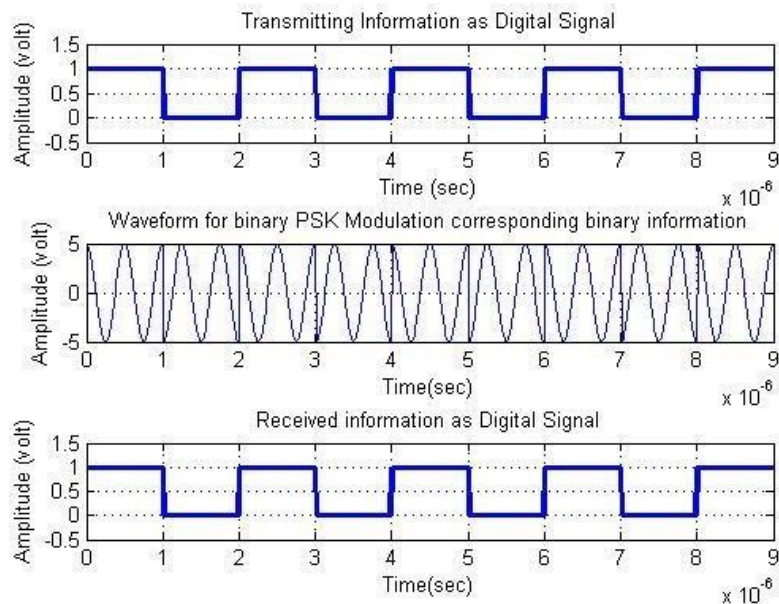 Transmitting Information as Digital Signal
Amplitude (volt)
1.5
1
0.5
0
-0.5
0 1 2 3 4 5 6 7 8 9
Time (sec)
x 10^-6
Waveform for binary PSK Modulation corresponding binary information
Amplitude (volt)
5
0
-5
0 1 2 3 4 5 6 7 8 9
Time(sec)
x 10^-6
Received information as Digital Signal
Amplitude (volt)
1.5
1
0.5
0
-0.5
0 1 2 3 4 5 6 7 8 9
Time(sec)
x 10^-6